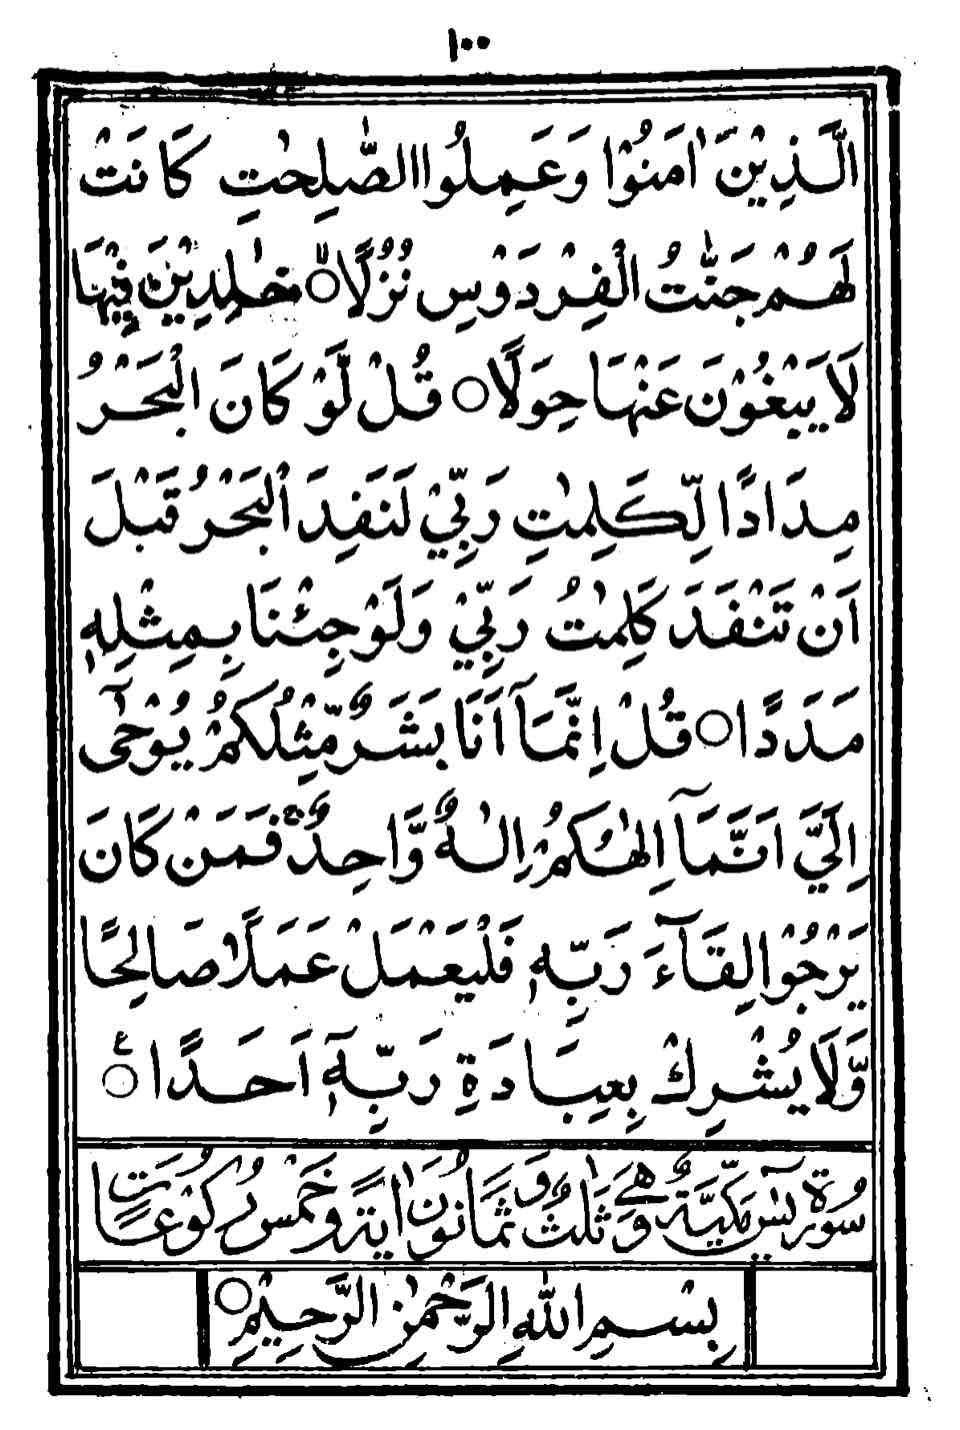 ١٠٠
الَّذِيْنَ اٰمَنُوْا وَعَمِلُوا الصّٰلِحٰتِ كَانَتْ
لَهُمْ جَنّٰتُ الْفِرْدَوْسِ نُزُلًا ۙ○ خٰلِدِيْنَ فِيْهَا
لَا يَبْغُوْنَ عَنْهَا حِوَلًا ○ قُلْ لَّوْ كَانَ الْبَحْرُ
مِدَادًا لِّكَلِمٰتِ رَبِّيْ لَنَفِدَ الْبَحْرُ قَبْلَ
اَنْ تَنْفَدَ كَلِمٰتُ رَبِّيْ وَلَوْ جِئْنَا بِمِثْلِهٖ
مَدَدًا ○ قُلْ اِنَّمَآ اَنَا بَشَرٌ مِّثْلُكُمْ يُوْحٰٓى
اِلَيَّ اَنَّمَآ اِلٰهُكُمْ اِلٰهٌ وَّاحِدٌ ۚ فَمَنْ كَانَ
يَرْجُوْا لِقَآءَ رَبِّهٖ فَلْيَعْمَلْ عَمَلًا صَالِحًا
وَّلَا يُشْرِكْ بِعِبَادَةِ رَبِّهٖٓ اَحَدًا ○ ع
سُوْرَةُ يٰسٓ مَكِّيَّةٌ وَّهِيَ ثَلٰثٌ وَّثَمَانُوْنَ اٰيَةً وَّخَمْسُ رُكُوْعَاتٍ
بِسْمِ اللّٰهِ الرَّحْمٰنِ الرَّحِيْمِ ○